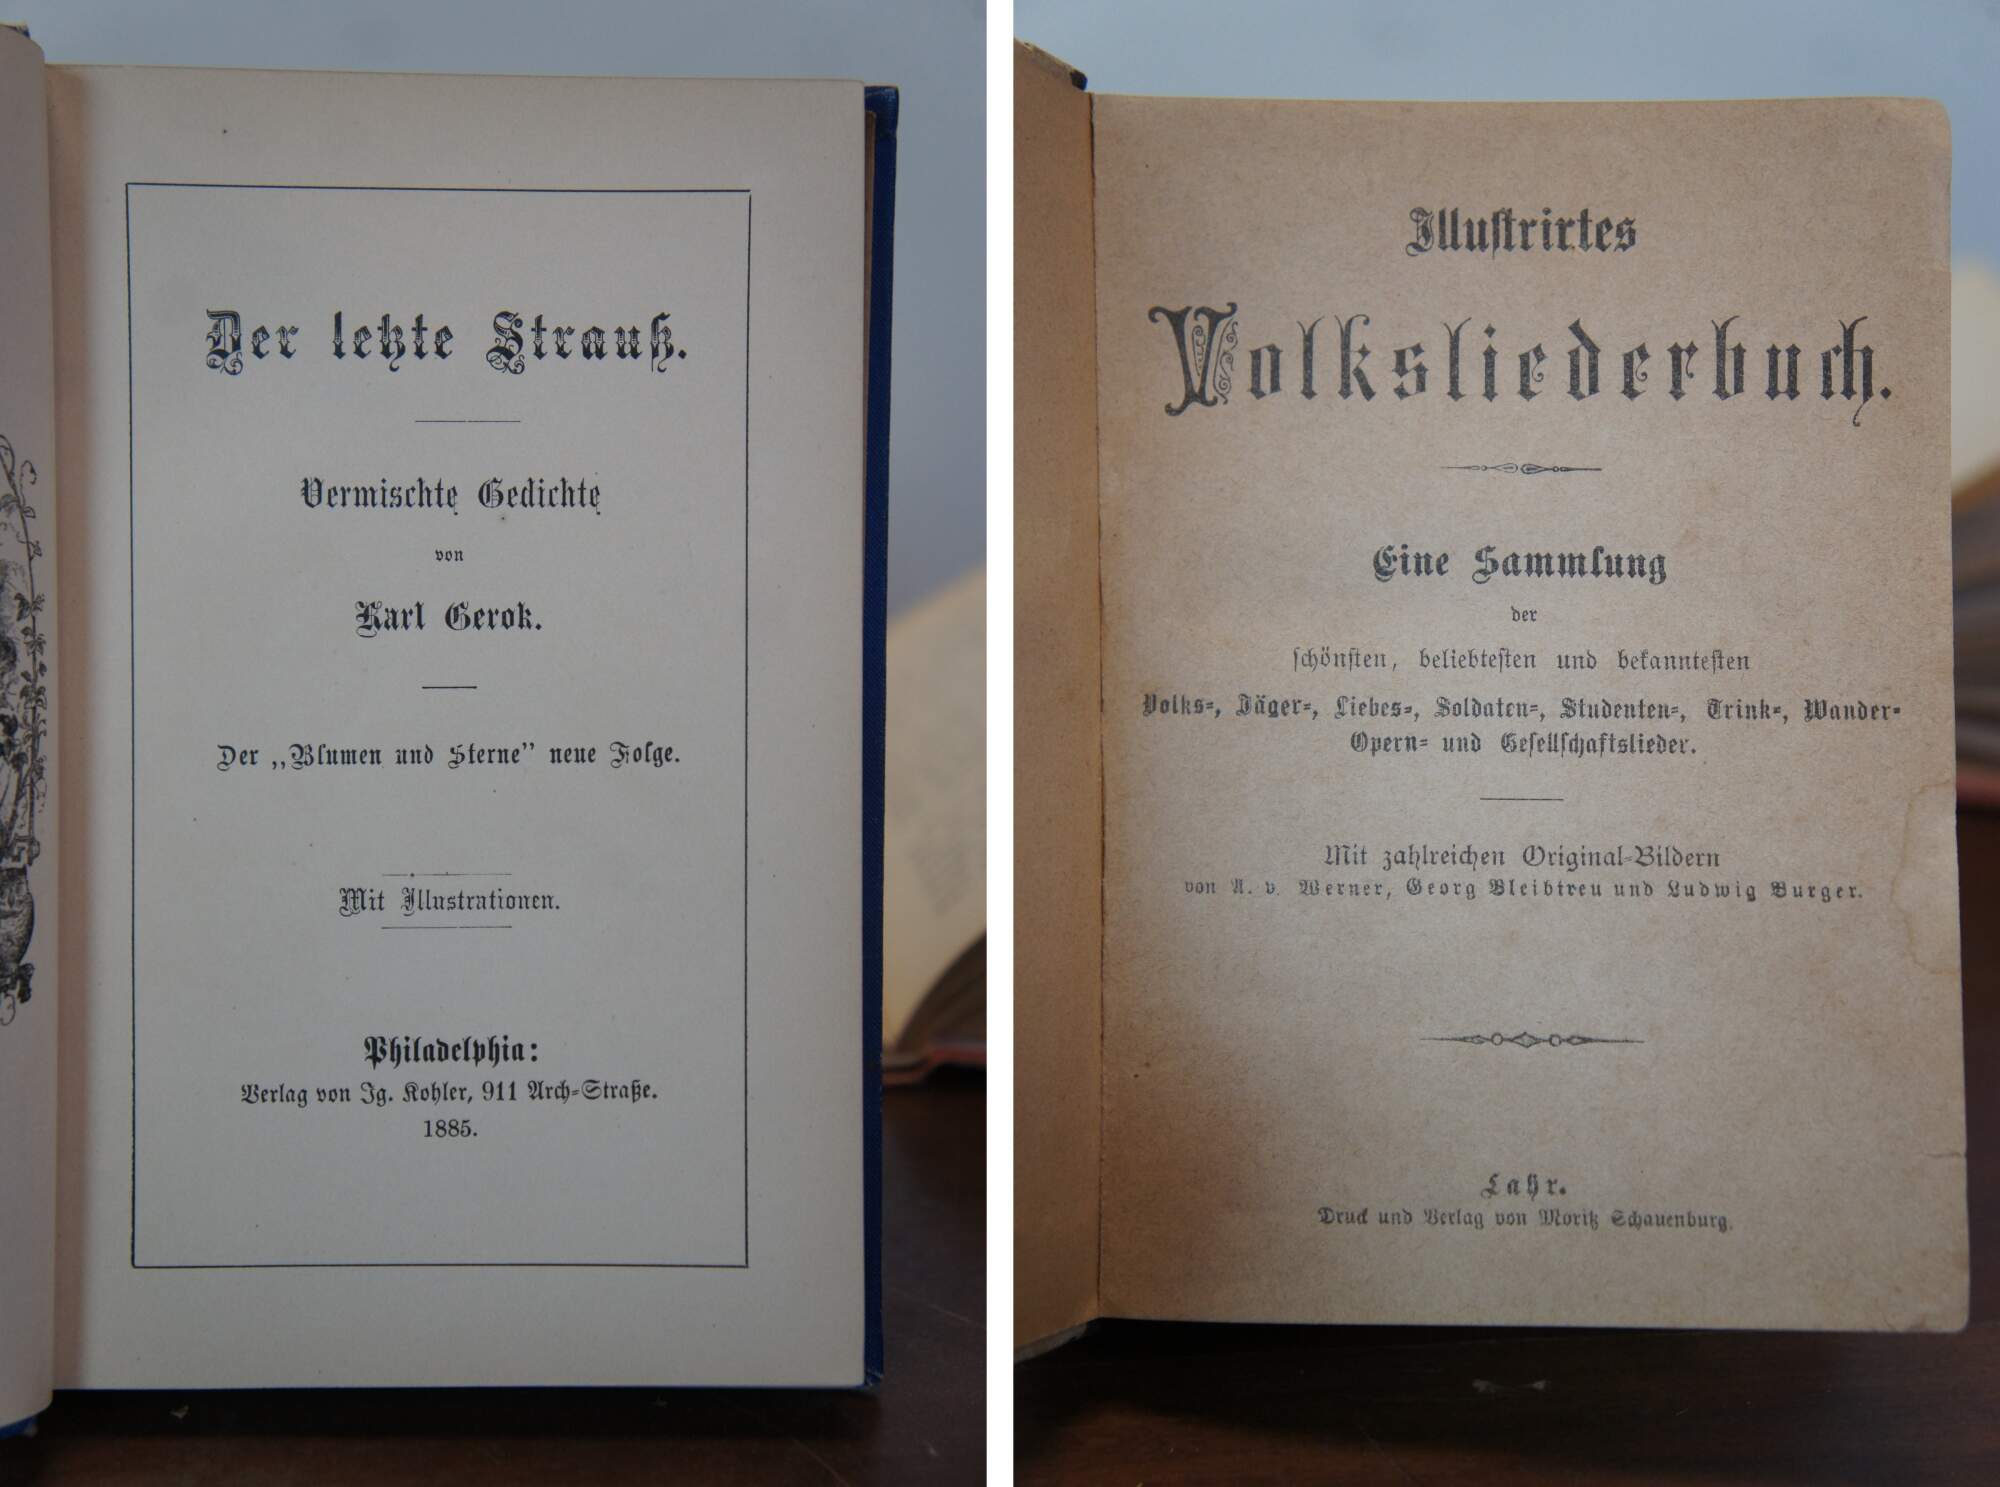 Der letzte Strauß.
Vermischte Gedichte
von
Karl Gerok.
Der „Blumen und Sterne" neue Folge.
Mit Illustrationen.
Philadelphia:
Verlag von Ig. Kohler, 911 Arch-Straße.
1885.
Illustrirtes
Volksliederbuch.
Eine Sammlung
der
schönsten, beliebtesten und bekanntesten
Volks-, Jäger-, Liebes-, Soldaten-, Studenten-, Trink-, Wander-
Opern- und Gesellschaftslieder.
Mit zahlreichen Original-Bildern
von A. v. Werner, Georg Bleibtreu und Ludwig Burger.
Lahr.
Druck und Verlag von Moritz Schauenburg.